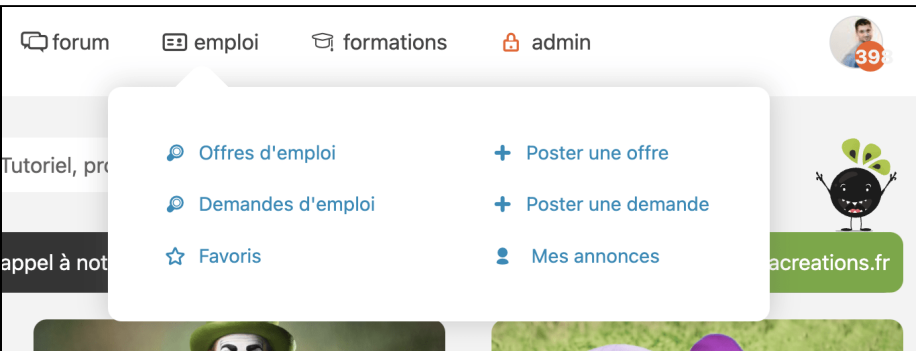 forum
emploi
formations
admin
398
Offres d'emploi
Poster une offre
Tutoriel, pro
Demandes d'emploi
Poster une demande
Favoris
Mes annonces
appel à not
acreations.fr